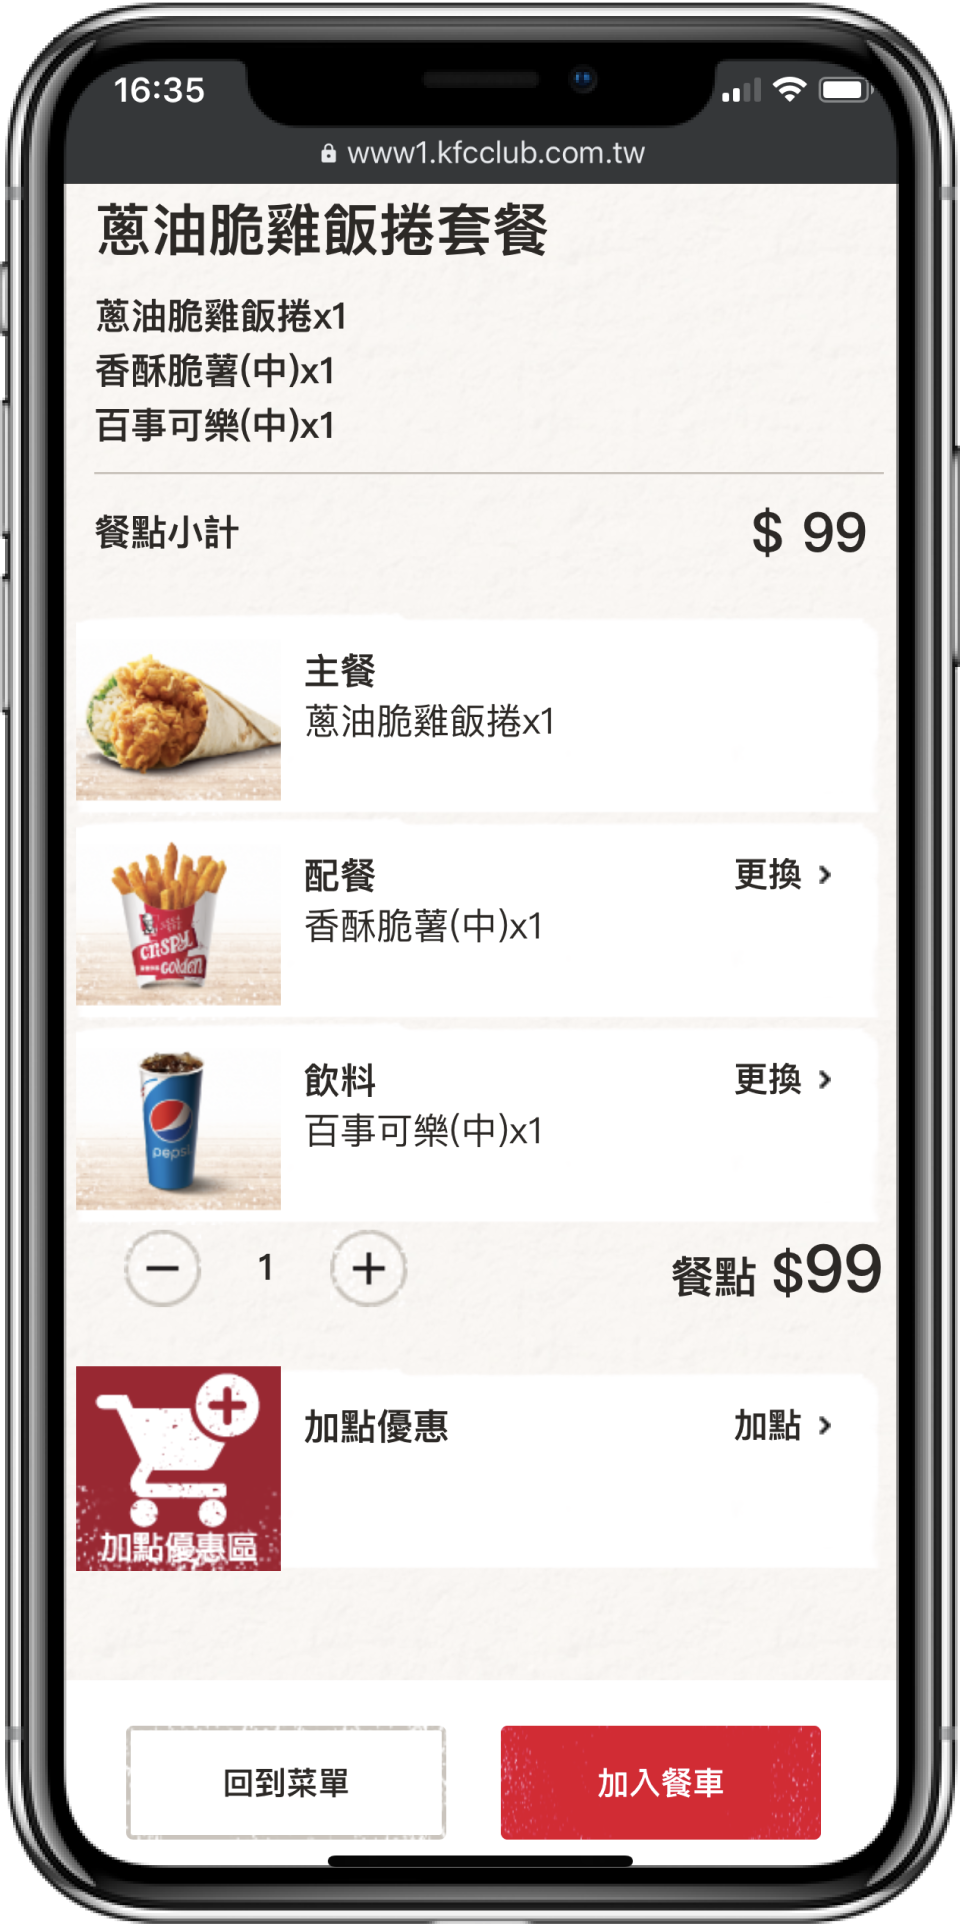 16:35
www1.kfcclub.com.tw
蔥油脆雞飯捲套餐
蔥油脆雞飯捲x1
香酥脆薯(中)x1
百事可樂(中)x1
餐點小計 $ 99
主餐
蔥油脆雞飯捲x1
配餐 更換 >
香酥脆薯(中)x1
CRISPY
Golden
飲料 更換 >
百事可樂(中)x1
pepsi
− 1 + 餐點 $99
加點優惠 加點 >
加點優惠區
回到菜單 加入餐車